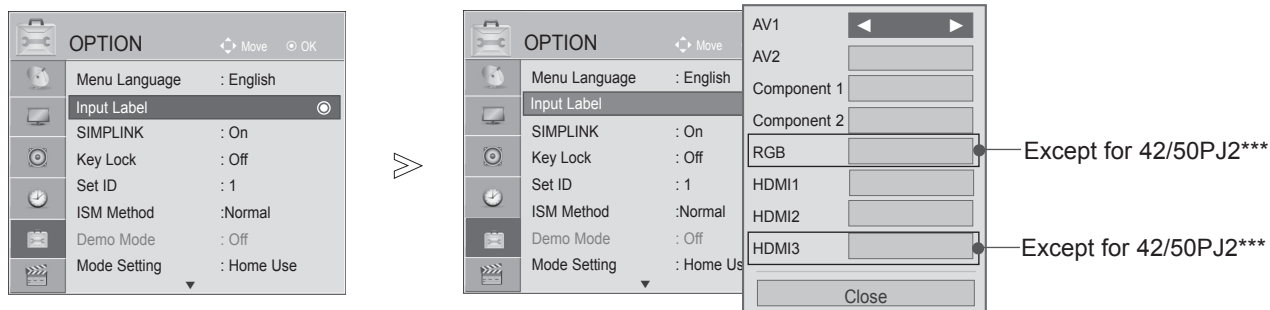 OPTION
Move OK
Menu Language : English
Input Label
SIMPLINK : On
Key Lock : Off
Set ID : 1
ISM Method :Normal
Demo Mode : Off
Mode Setting : Home Use
OPTION
Move
Menu Language : English
Input Label
SIMPLINK : On
Key Lock : Off
Set ID : 1
ISM Method :Normal
Demo Mode : Off
Mode Setting : Home Us
AV1
AV2
Component 1
Component 2
RGB
HDMI1
HDMI2
HDMI3
Close
Except for 42/50PJ2***
Except for 42/50PJ2***